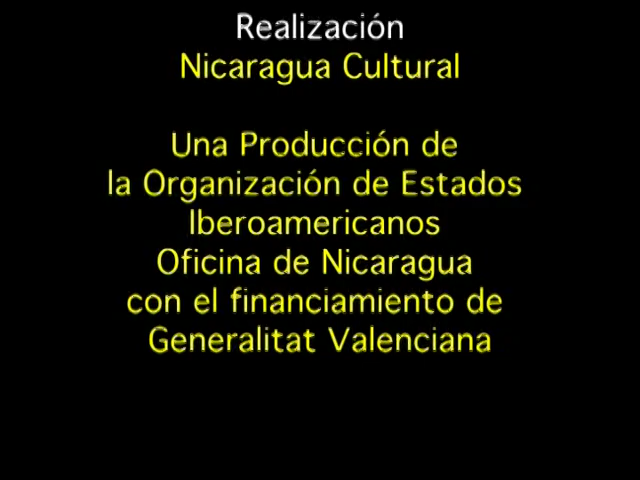 Realización
Nicaragua Cultural
Una Producción de
la Organización de Estados
Iberoamericanos
Oficina de Nicaragua
con el financiamiento de
Generalitat Valenciana